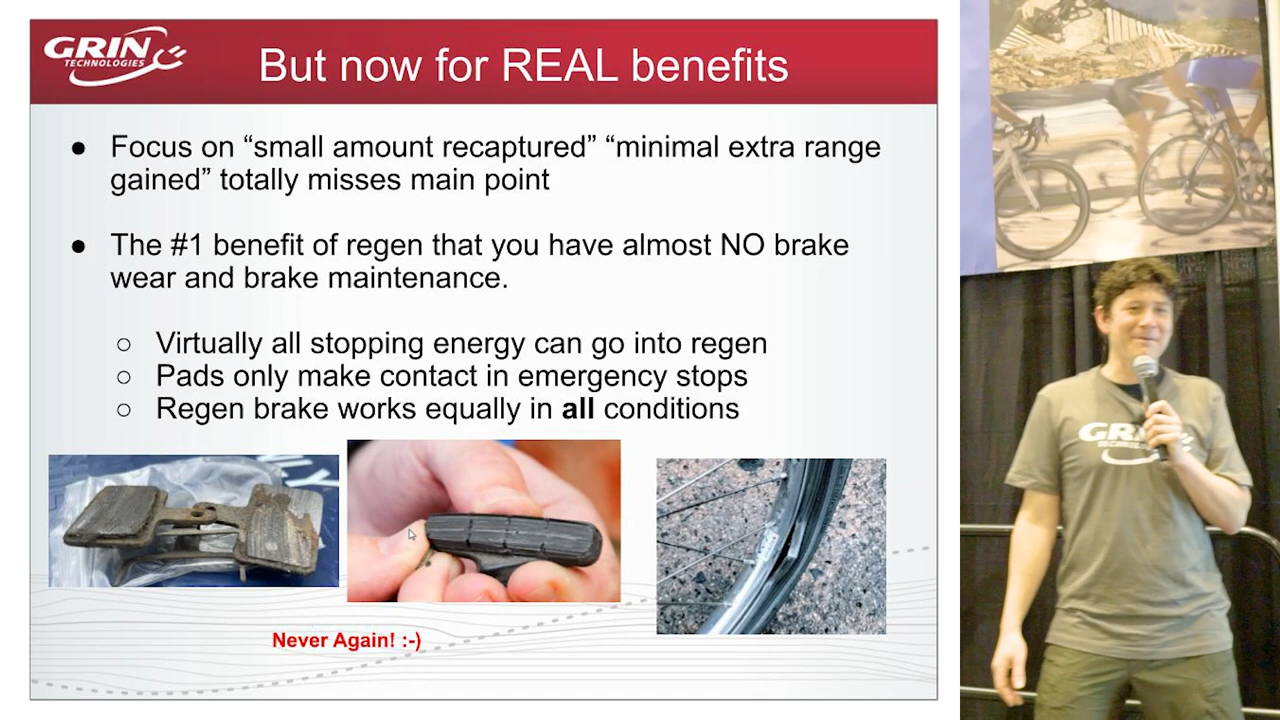 GRIN
TECHNOLOGIES
But now for REAL benefits
● Focus on “small amount recaptured” “minimal extra range
gained” totally misses main point
● The #1 benefit of regen that you have almost NO brake
wear and brake maintenance.
○ Virtually all stopping energy can go into regen
○ Pads only make contact in emergency stops
○ Regen brake works equally in all conditions
Never Again! :-)
GRIN
TECHNOLOGIES